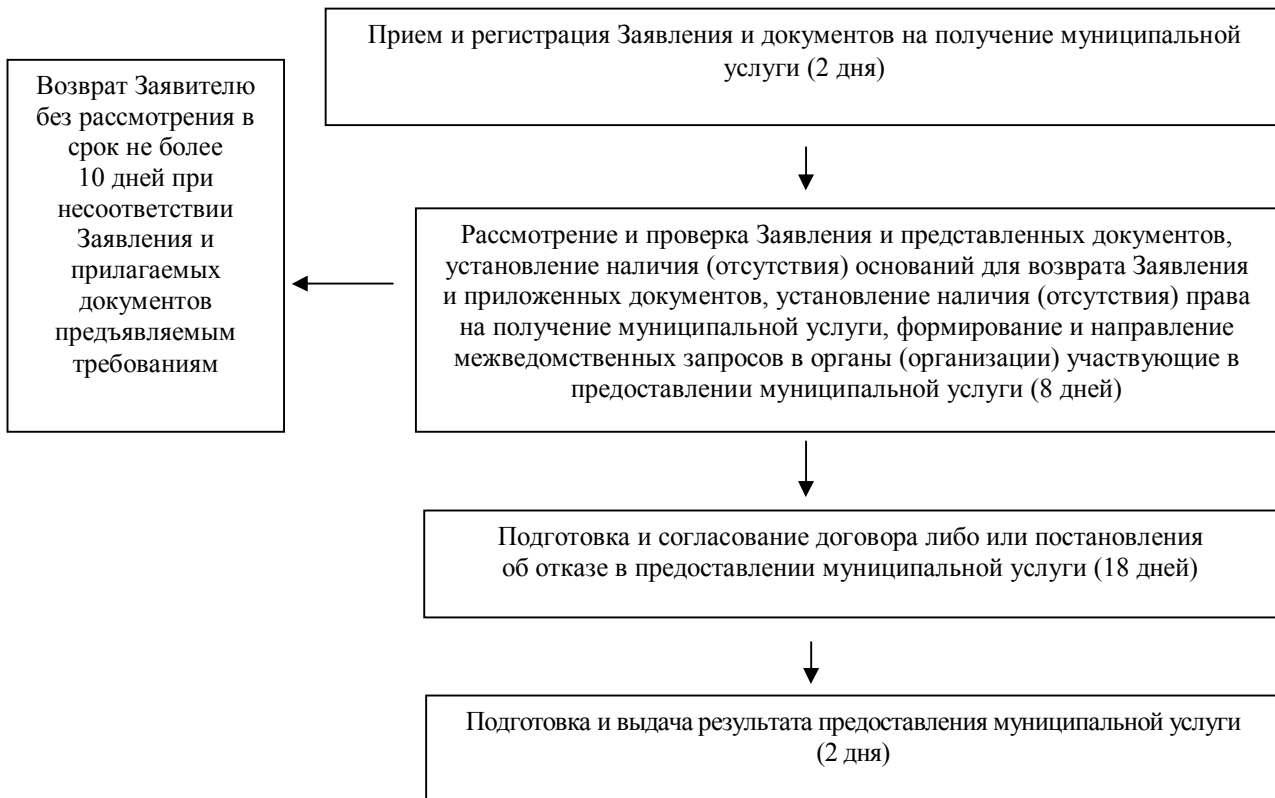 Прием и регистрация Заявления и документов на получение муниципальной
услуги (2 дня)
Возврат Заявителю
без рассмотрения в
срок не более
10 дней при
несоответствии
Заявления и
прилагаемых
документов
предъявляемым
требованиям
Рассмотрение и проверка Заявления и представленных документов,
установление наличия (отсутствия) оснований для возврата Заявления
и приложенных документов, установление наличия (отсутствия) права
на получение муниципальной услуги, формирование и направление
межведомственных запросов в органы (организации) участвующие в
предоставлении муниципальной услуги (8 дней)
Подготовка и согласование договора либо или постановления
об отказе в предоставлении муниципальной услуги (18 дней)
Подготовка и выдача результата предоставления муниципальной услуги
(2 дня)